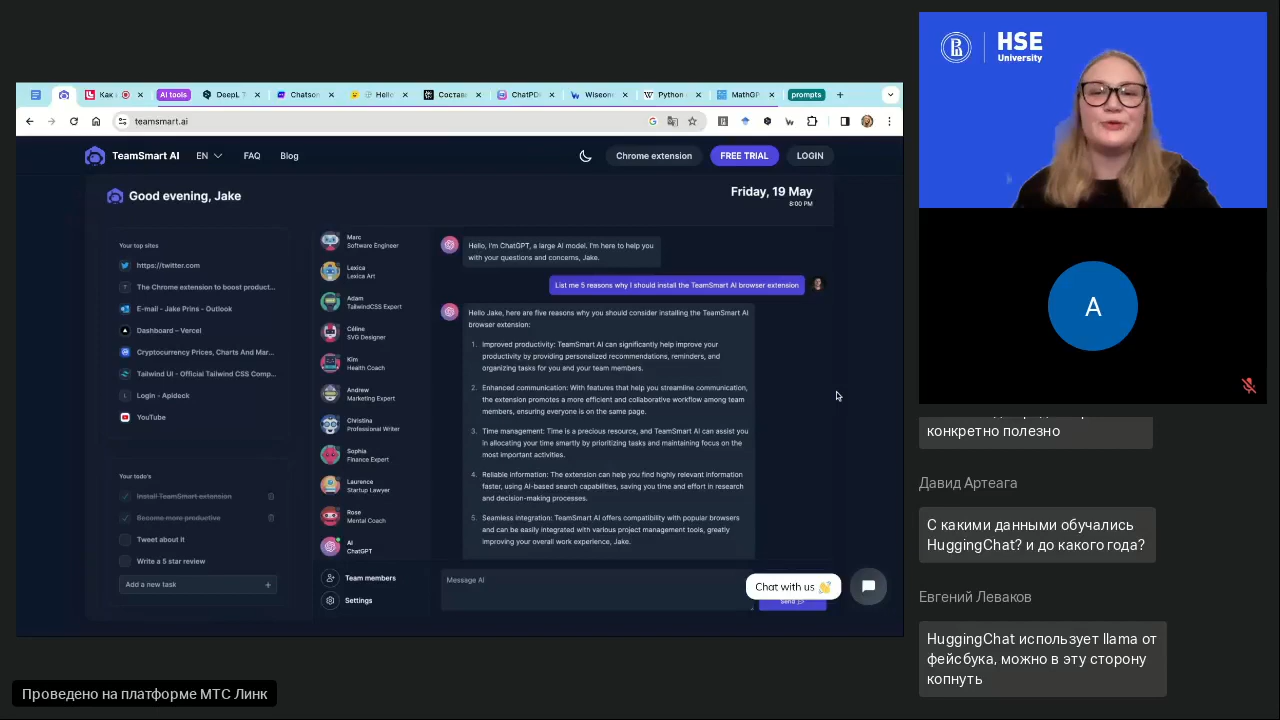 Kak
AI tools
DeepL T
Chatson
Hello
Состави
ChatPD
Wiseon
Python
MathGP
prompts
teamsmart.ai
TeamSmart AI
EN
FAQ
Blog
Chrome extension
FREE TRIAL
LOGIN
Good evening, Jake
Friday, 19 May
8:00 PM
Your top sites
https://twitter.com
The Chrome extension to boost product...
E-mail - Jake Prins - Outlook
Dashboard – Vercel
Cryptocurrency Prices, Charts And Mar...
Tailwind UI - Official Tailwind CSS Comp...
Login - Apideck
YouTube
Your todo's
Install TeamSmart extension
Become more productive
Tweet about it
Write a 5 star review
Add a new task
Marc
Software Engineer
Lexica
Lexica Art
Adam
TailwindCSS Expert
Céline
SVG Designer
Kim
Health Coach
Andrew
Marketing Expert
Christina
Professional Writer
Sophia
Finance Expert
Laurence
Startup Lawyer
Rose
Mental Coach
AI
ChatGPT
Team members
Settings
Hello, I'm ChatGPT, a large AI model. I'm here to help you
with your questions and concerns, Jake.
List me 5 reasons why I should install the TeamSmart AI browser extension
Hello Jake, here are five reasons why you should consider installing the TeamSmart AI
browser extension:
1. Improved productivity: TeamSmart AI can significantly help improve your
productivity by providing personalized recommendations, reminders, and
organizing tasks for you and your team members.
2. Enhanced communication: With features that help you streamline communication,
the extension promotes a more efficient and collaborative workflow among team
members, ensuring everyone is on the same page.
3. Time management: Time is a precious resource, and TeamSmart AI can assist you
in allocating your time smartly by prioritizing tasks and maintaining focus on the
most important activities.
4. Reliable information: The extension can help you find highly relevant information
faster, using AI-based search capabilities, saving you time and effort in research
and decision-making processes.
5. Seamless integration: TeamSmart AI offers compatibility with popular browsers
and can be easily integrated with various project management tools, greatly
improving your overall work experience, Jake.
Message AI
Chat with us 👋
Send
HSE
University
A
конкретно полезно
Давид Артеага
С какими данными обучались
HuggingChat? и до какого года?
Евгений Леваков
HuggingChat использует llama от
фейсбука, можно в эту сторону
копнуть
Проведено на платформе МТС Линк